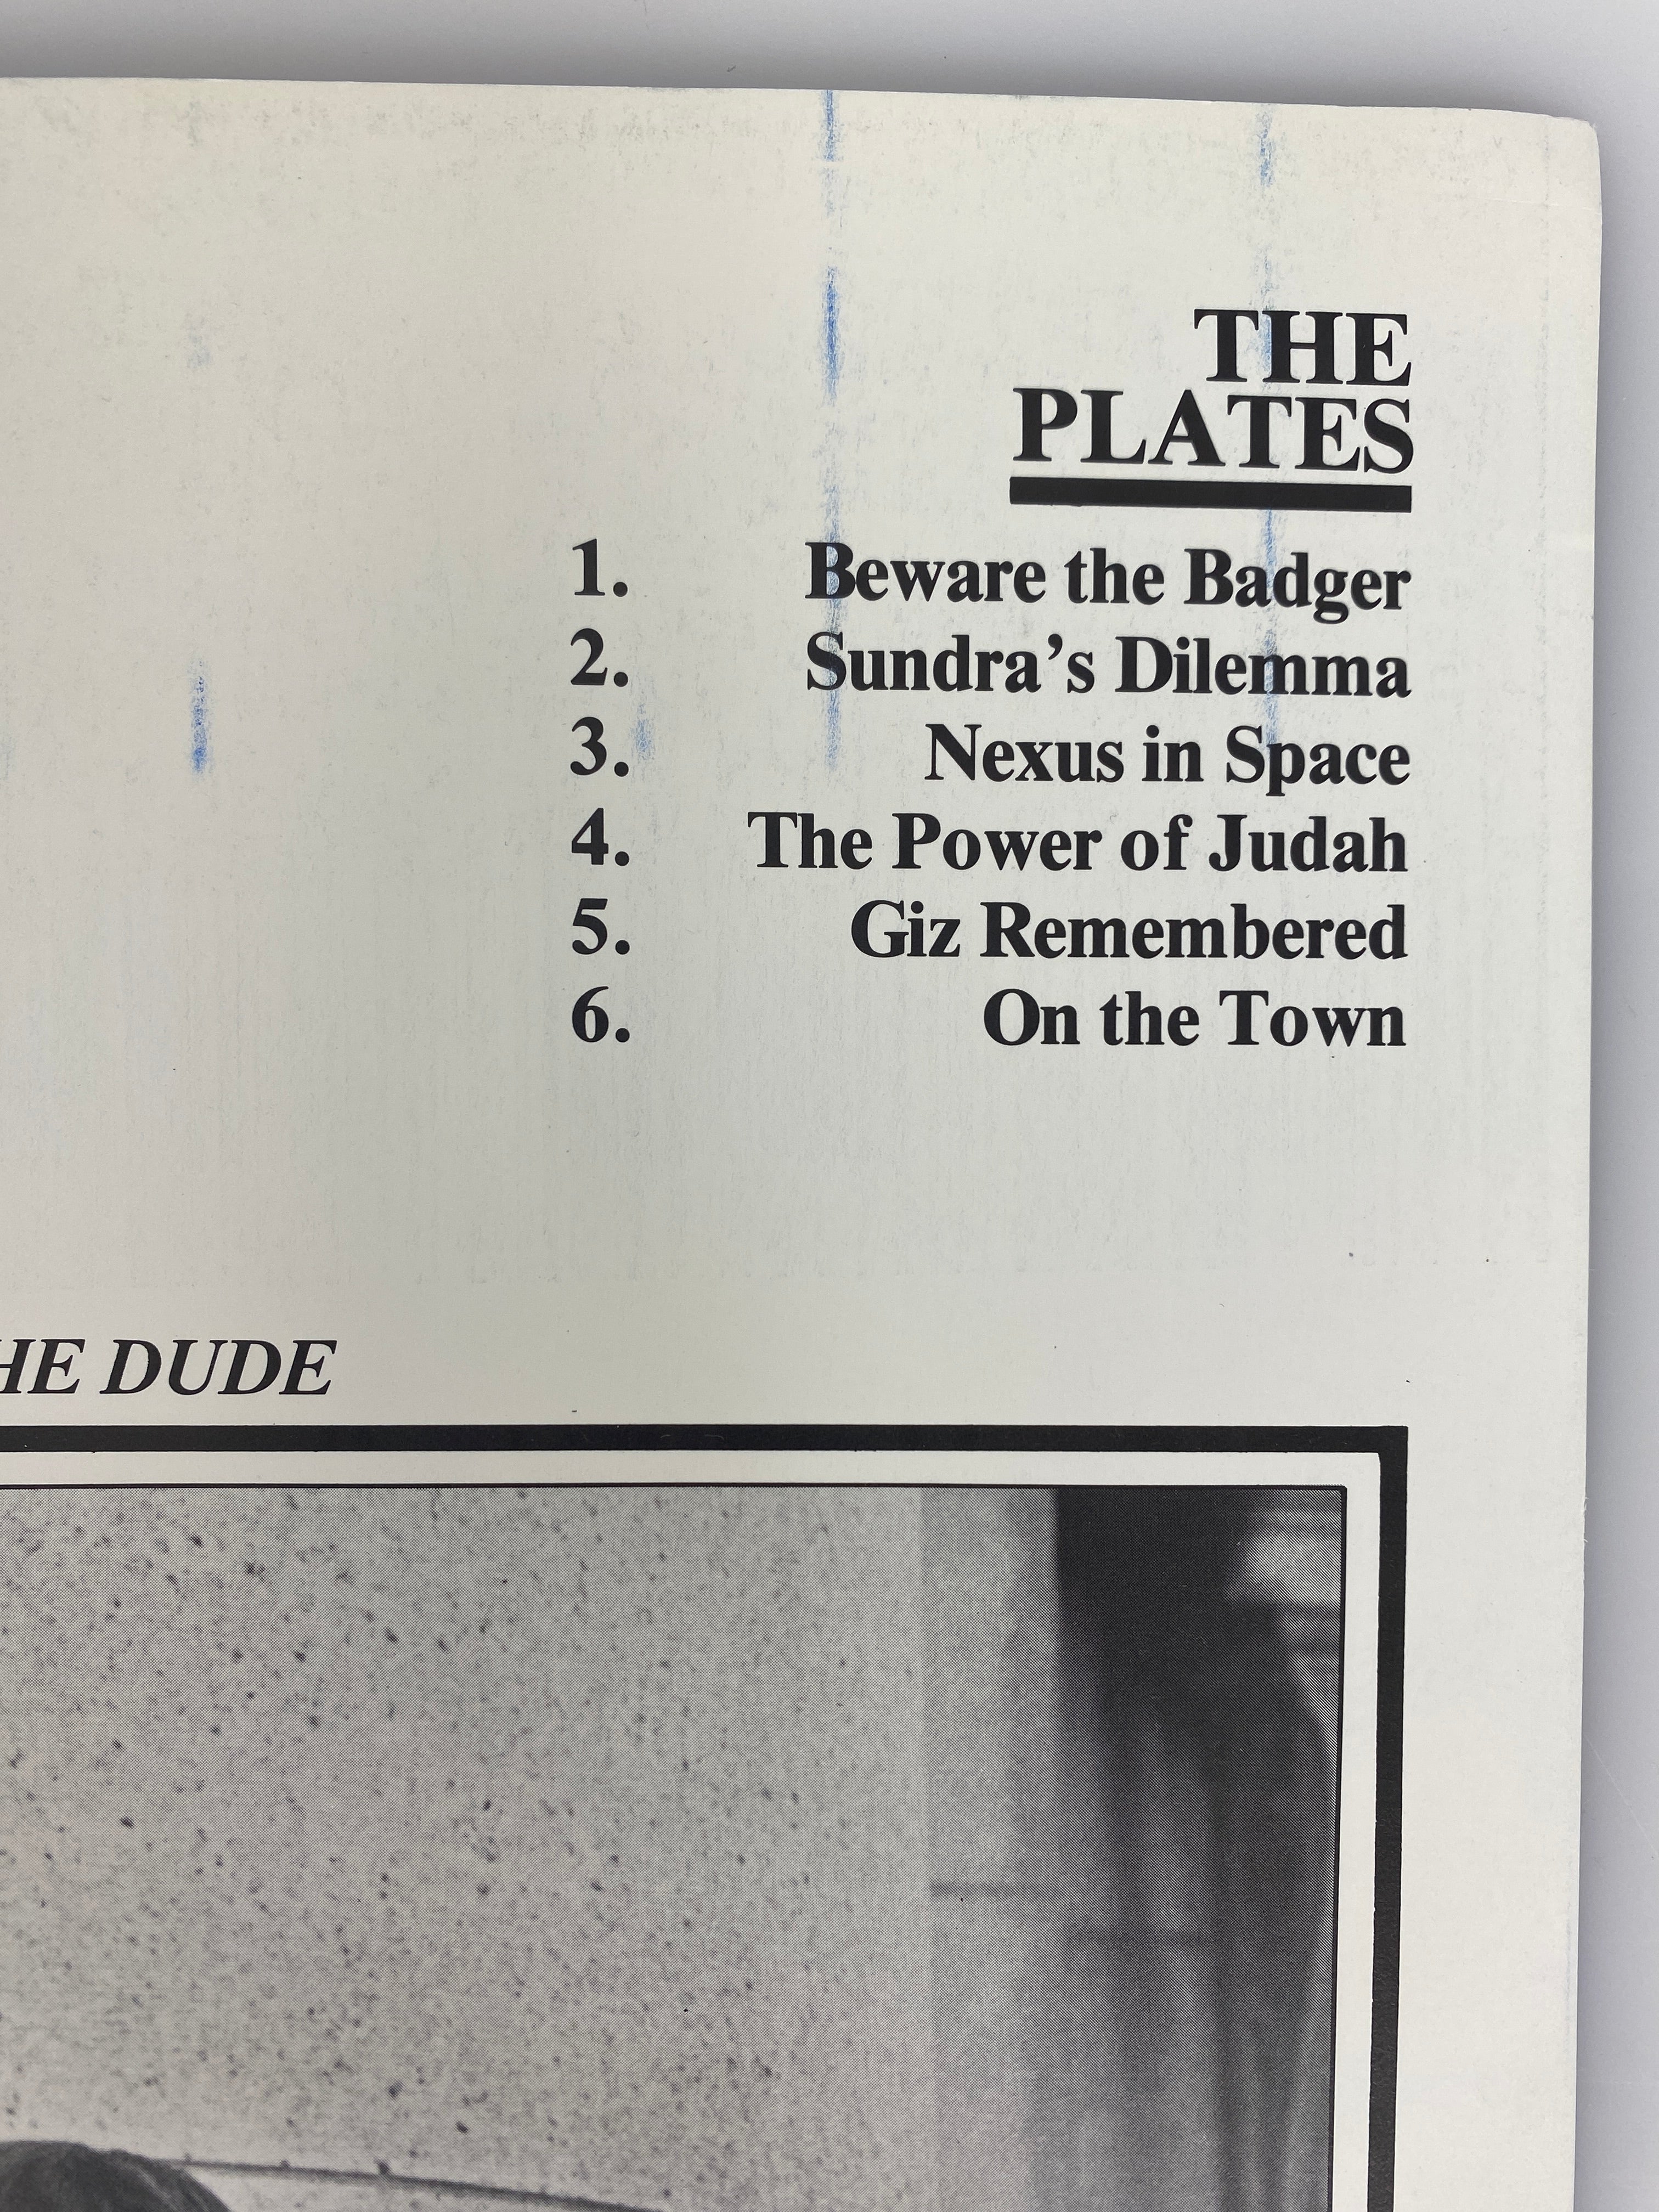 THE
PLATES
1. Beware the Badger
2. Sundra’s Dilemma
3. Nexus in Space
4. The Power of Judah
5. Giz Remembered
6. On the Town
HE DUDE